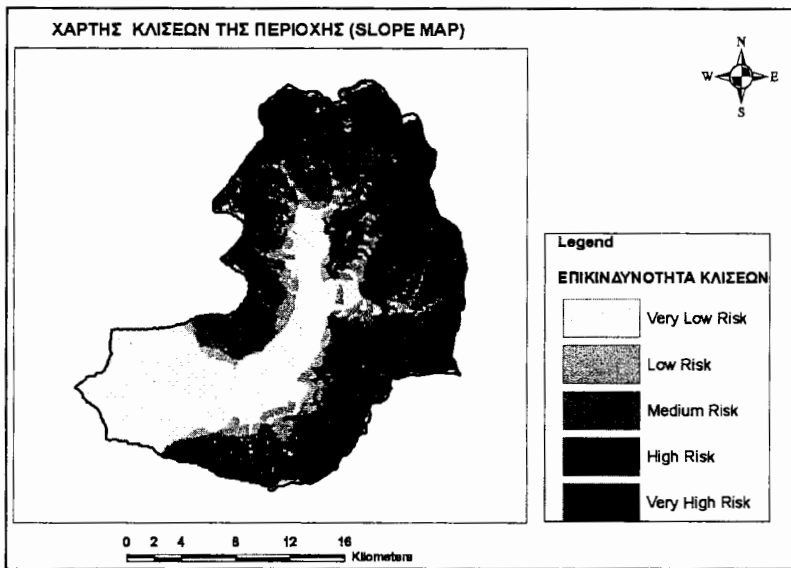 ΧΑΡΤΗΣ ΚΛΙΣΕΩΝ ΤΗΣ ΠΕΡΙΟΧΗΣ (SLOPE MAP)
N
W E
S
Legend
ΕΠΙΚΙΝΔΥΝΟΤΗΤΑ ΚΛΙΣΕΩΝ
Very Low Risk
Low Risk
Medium Risk
High Risk
Very High Risk
0 2 4 8 12 16
Kilometers